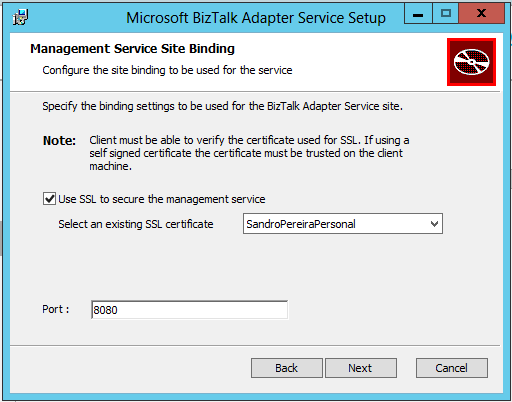 Microsoft BizTalk Adapter Service Setup
Management Service Site Binding
Configure the site binding to be used for the service
Specify the binding settings to be used for the BizTalk Adapter Service site.
Note: Client must be able to verify the certificate used for SSL. If using a
self signed certificate the certificate must be trusted on the client
machine.
Use SSL to secure the management service
Select an existing SSL certificate SandroPereiraPersonal
Port : 8080
Back Next Cancel